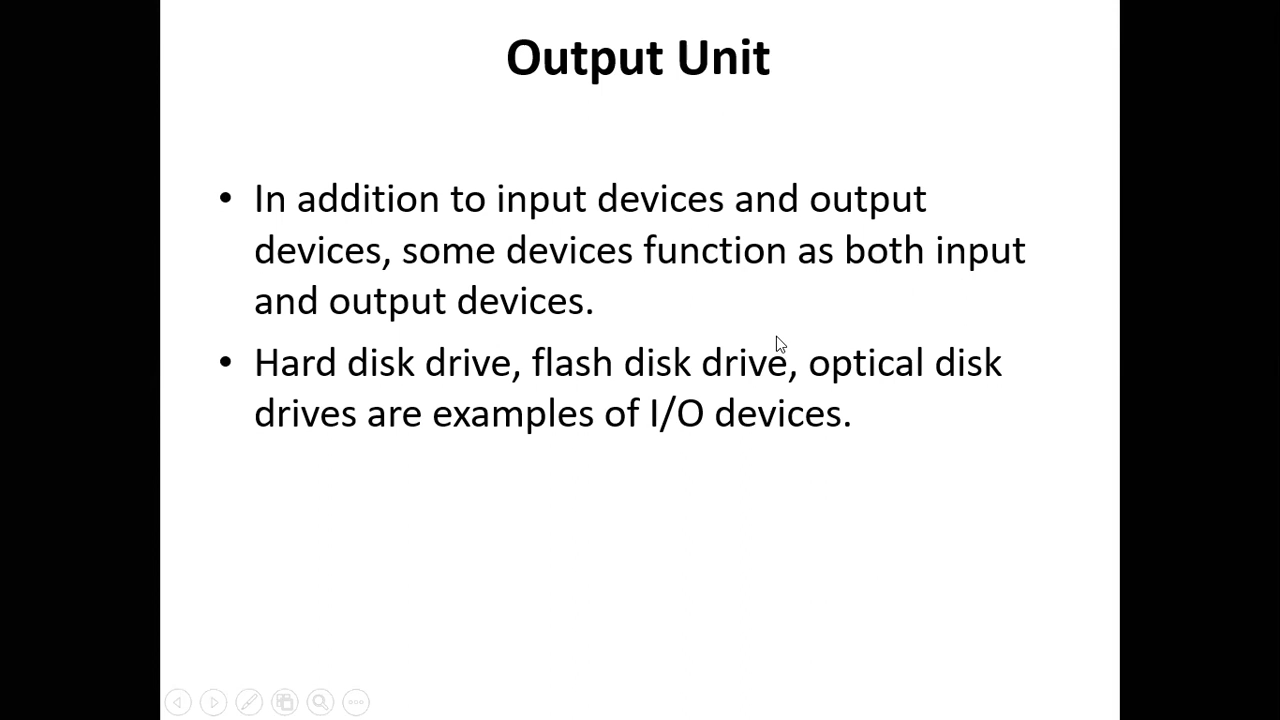 Output Unit
• In addition to input devices and output
devices, some devices function as both input
and output devices.
• Hard disk drive, flash disk drive, optical disk
drives are examples of I/O devices.